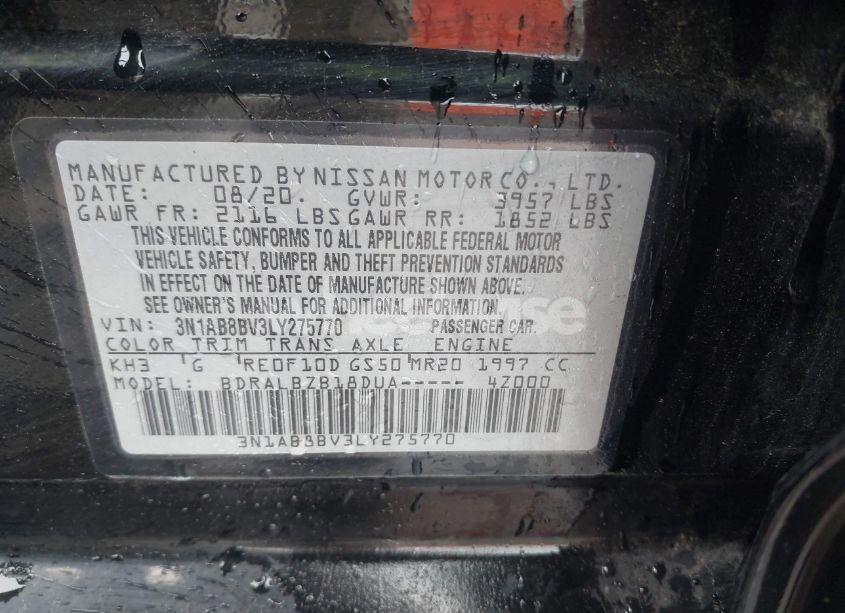 MANUFACTURED BY NISSAN MOTOR CO., LTD.
DATE: 08/20. GVWR: 3957 LBS
GAWR FR: 2116 LBS GAWR RR: 1852 LBS
THIS VEHICLE CONFORMS TO ALL APPLICABLE FEDERAL MOTOR
VEHICLE SAFETY, BUMPER AND THEFT PREVENTION STANDARDS
IN EFFECT ON THE DATE OF MANUFACTURE SHOWN ABOVE.
SEE OWNER'S MANUAL FOR ADDITIONAL INFORMATION.
VIN: 3N1AB8BV3LY275770 PASSENGER CAR.
COLOR TRIM TRANS AXLE ENGINE
KH3 G RE0F10D GS50 MR20 1997 CC
MODEL: BDRALBZB18DUA----- 4Z000
3N1AB8BV3LY275770